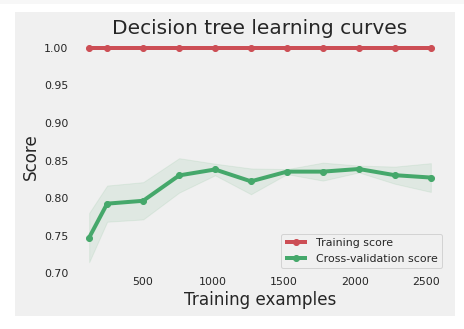 Decision tree learning curves
1.00
0.95
0.90
0.85
0.80
0.75
0.70
Score
Training score
Cross-validation score
500 1000 1500 2000 2500
Training examples